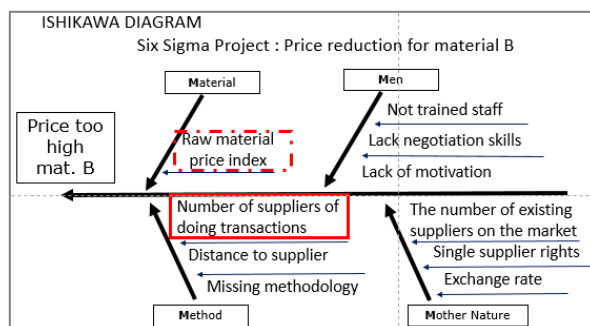 ISHIKAWA DIAGRAM
Six Sigma Project : Price reduction for material B
Material
Men
Not trained staff
Lack negotiation skills
Lack of motivation
Raw material
price index
Price too
high
mat. B
Number of suppliers of
doing transactions
Distance to supplier
Missing methodology
The number of existing
suppliers on the market
Single supplier rights
Exchange rate
Method
Mother Nature